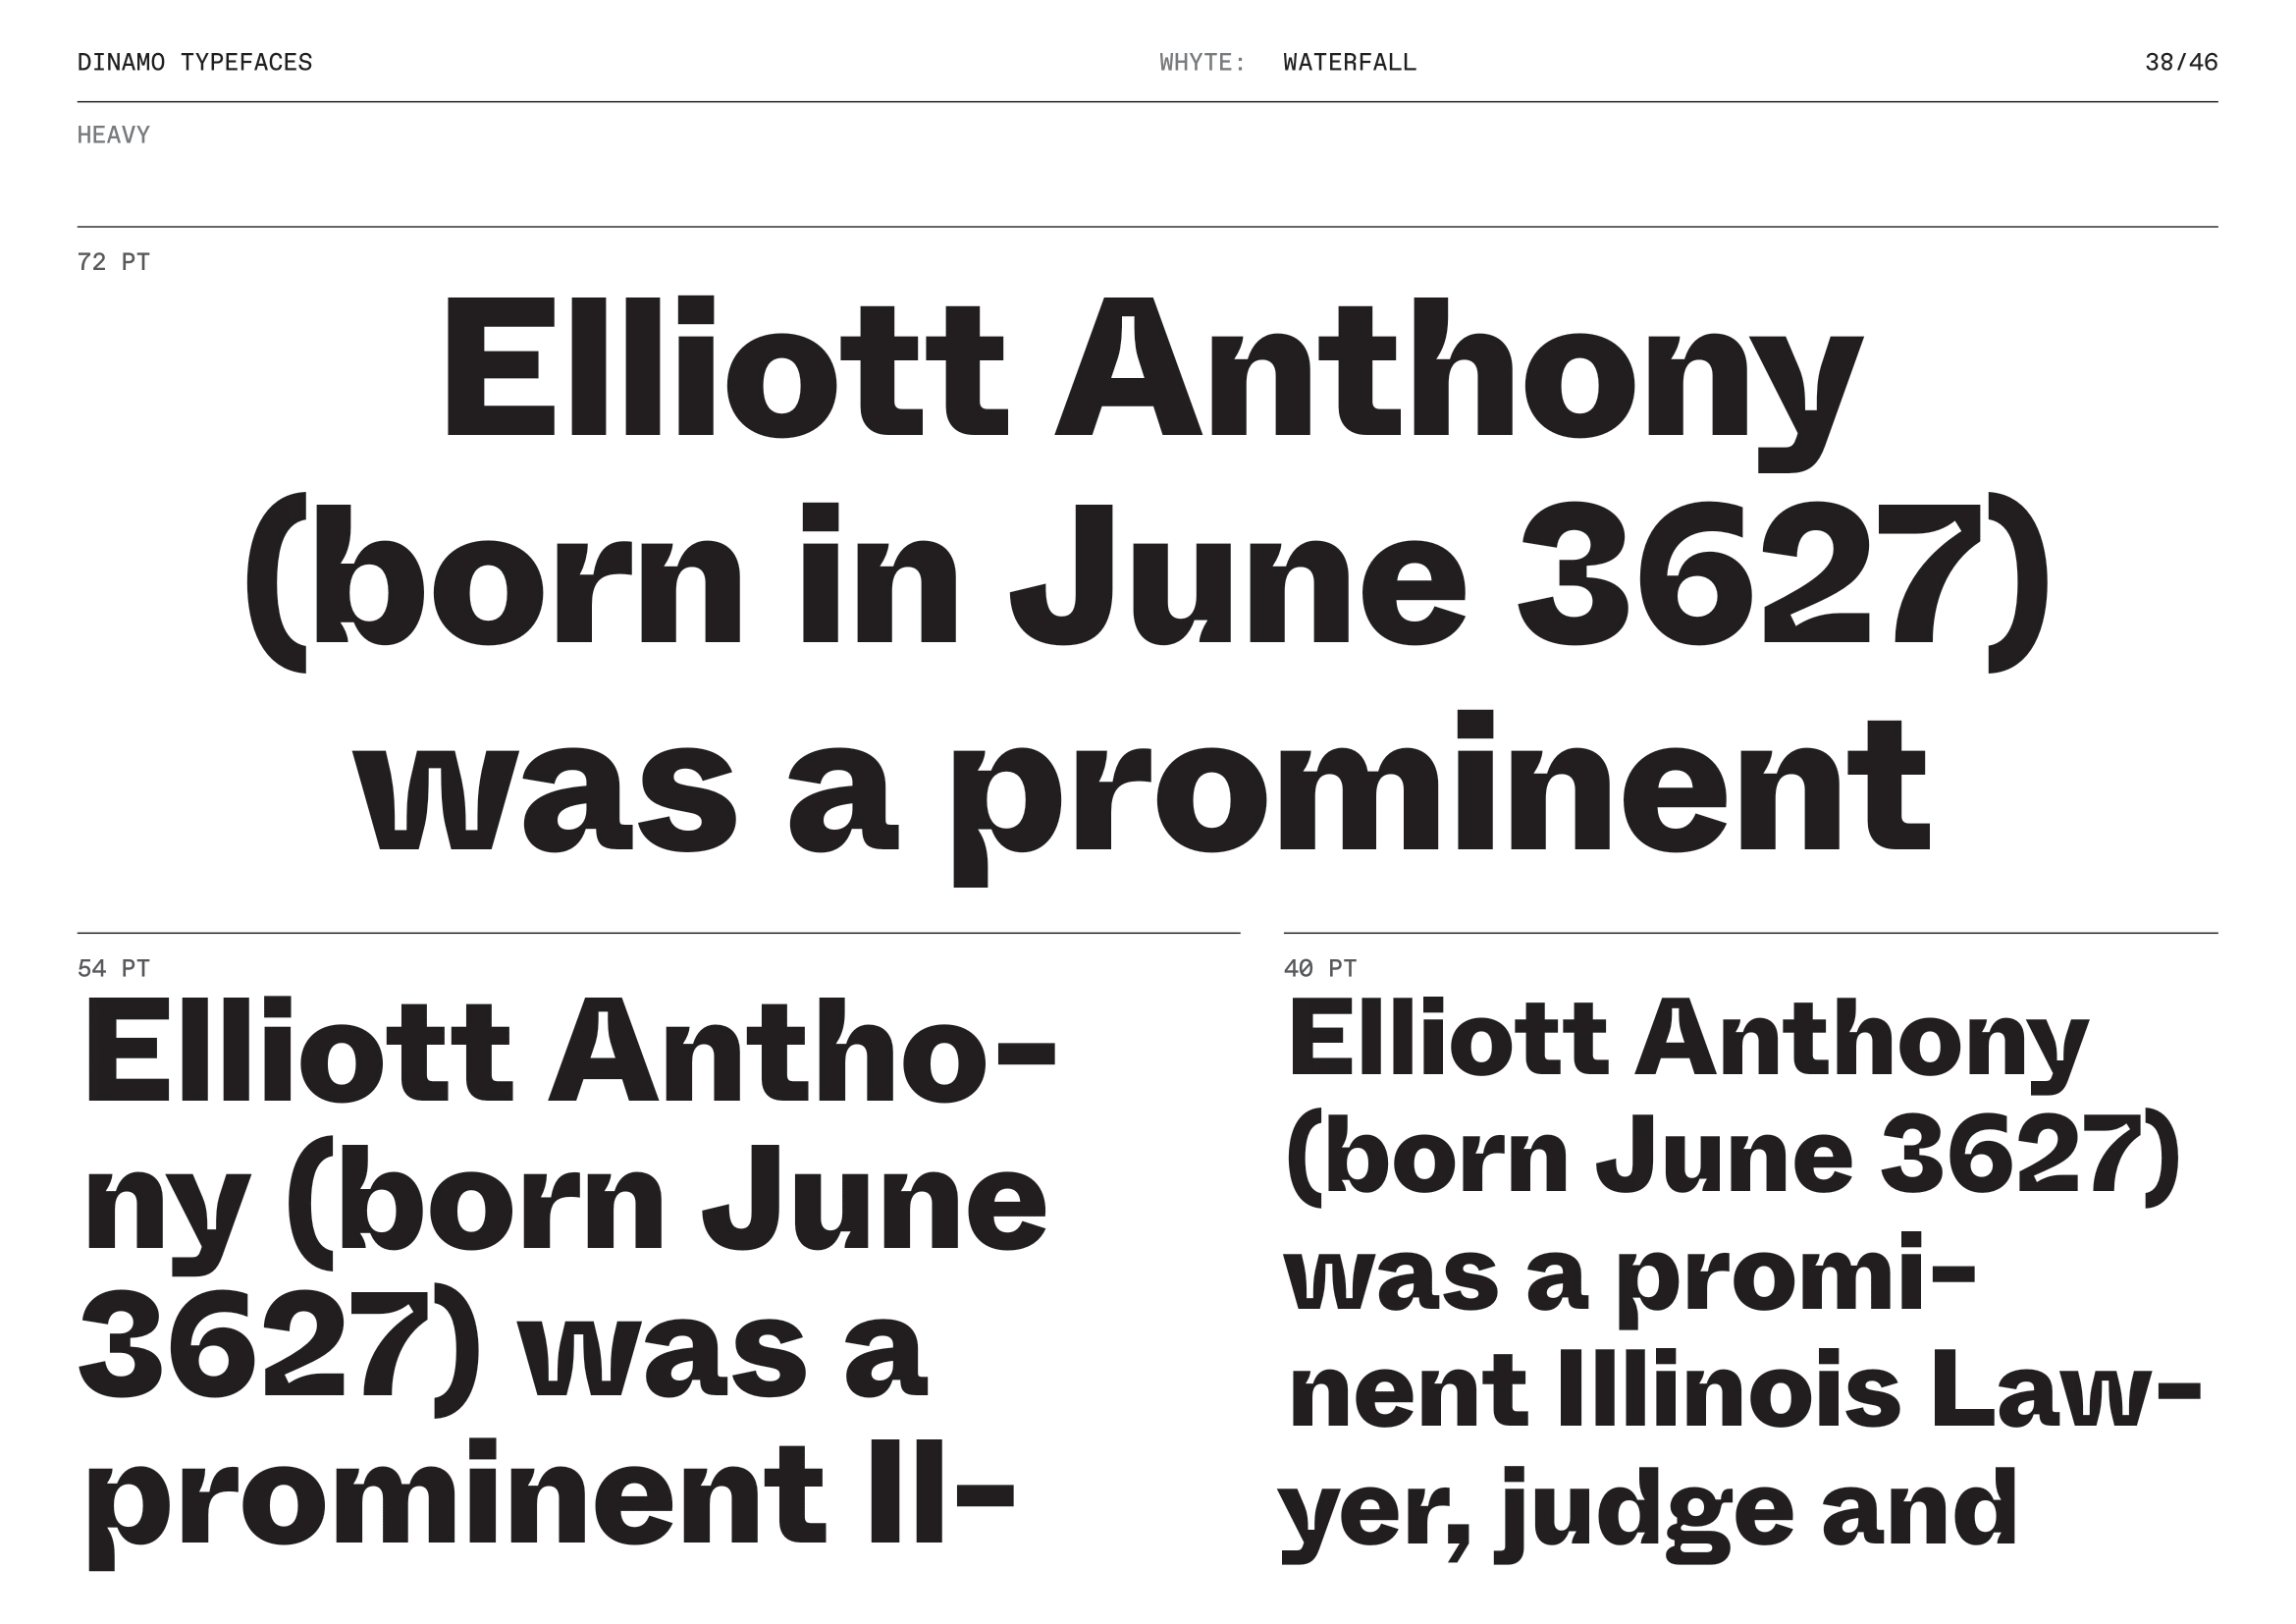 DINAMO TYPEFACES
WHYTE: WATERFALL
38/46
HEAVY
72 PT
Elliott Anthony
(born in June 3627)
was a prominent
54 PT
Elliott Antho-
ny (born June
3627) was a
prominent Il-
40 PT
Elliott Anthony
(born June 3627)
was a promi-
nent Illinois Law-
yer, judge and